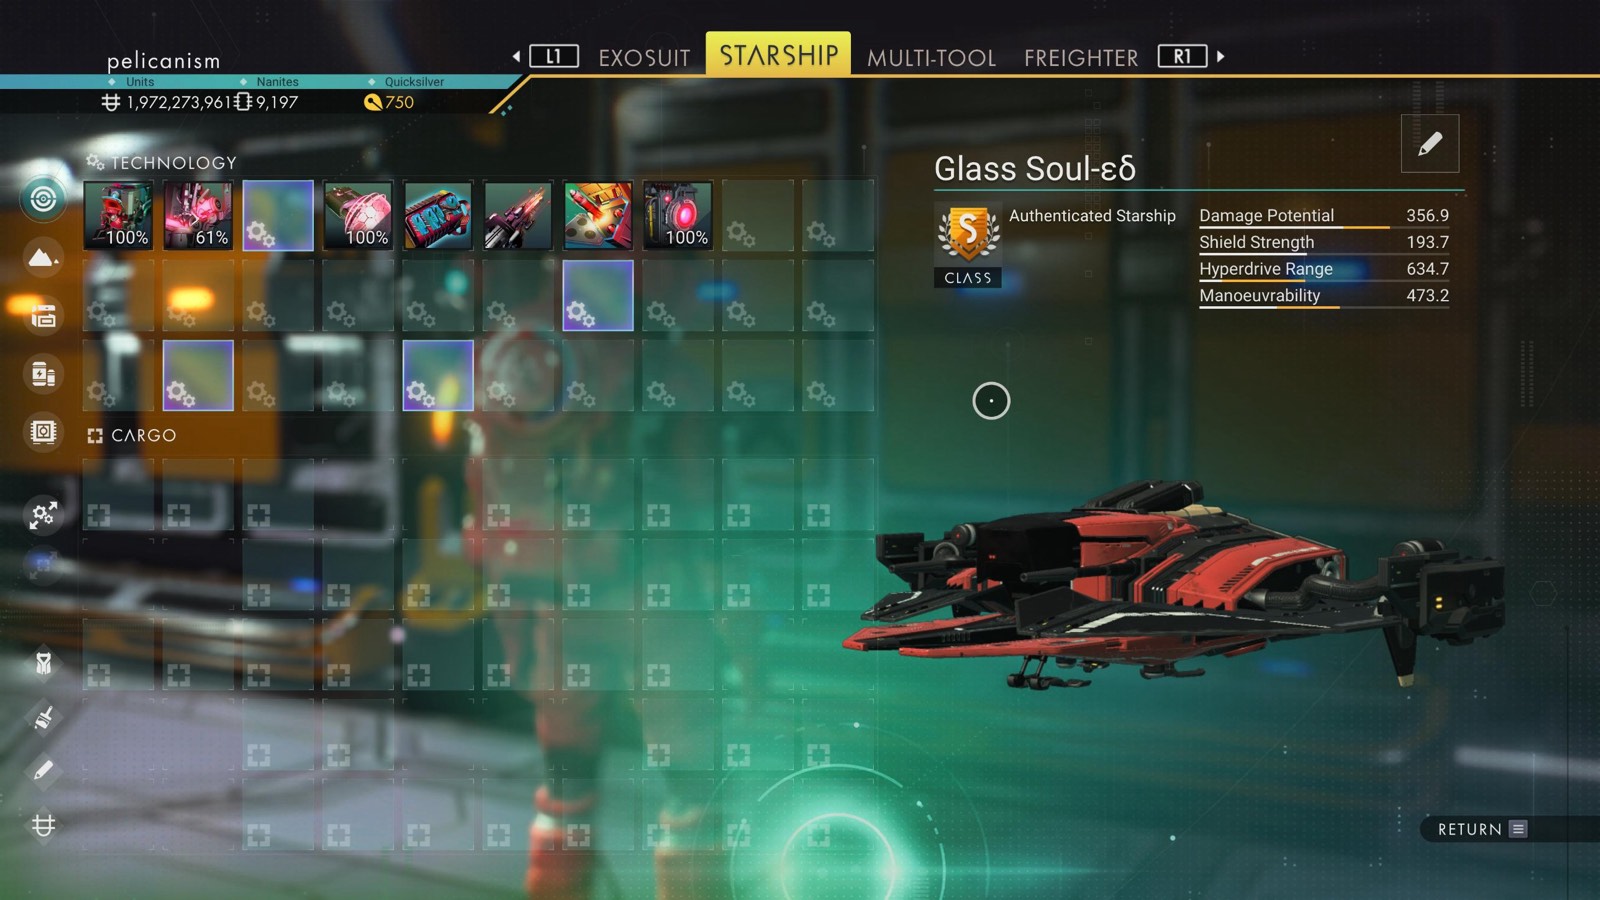 pelicanism
L1 EXOSUIT STARSHIP MULTI-TOOL FREIGHTER R1
Units Nanites Quicksilver
1,972,273,961 9,197 750
TECHNOLOGY
100% 61% 100% 100%
CARGO
Glass Soul-εδ
S
CLASS
Authenticated Starship
Damage Potential 356.9
Shield Strength 193.7
Hyperdrive Range 634.7
Manoeuvrability 473.2
RETURN